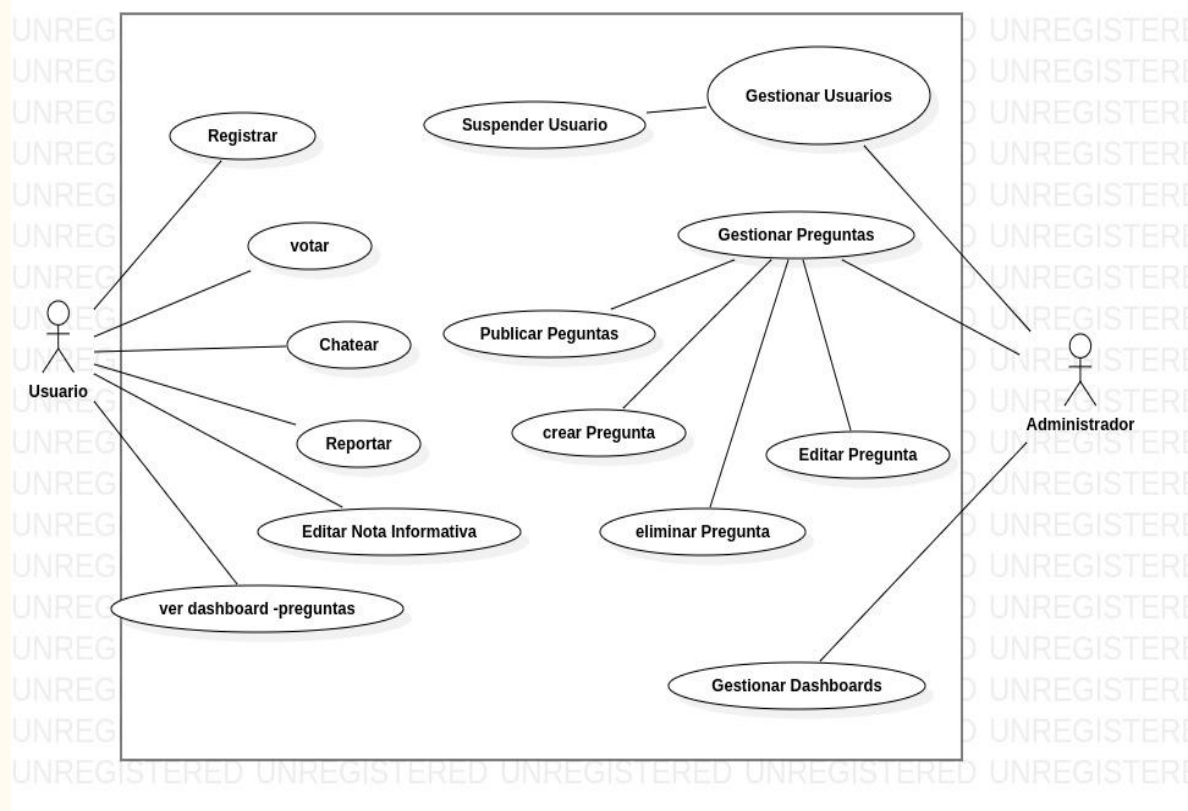 Gestionar Usuarios
Suspender Usuario
Registrar
Gestionar Preguntas
votar
Publicar Peguntas
Chatear
Usuario
Administrador
crear Pregunta
Reportar
Editar Pregunta
Editar Nota Informativa
eliminar Pregunta
ver dashboard -preguntas
Gestionar Dashboards
UNREGISTERED UNREGISTERED UNREGISTERED UNREGISTERED UNREGISTERE